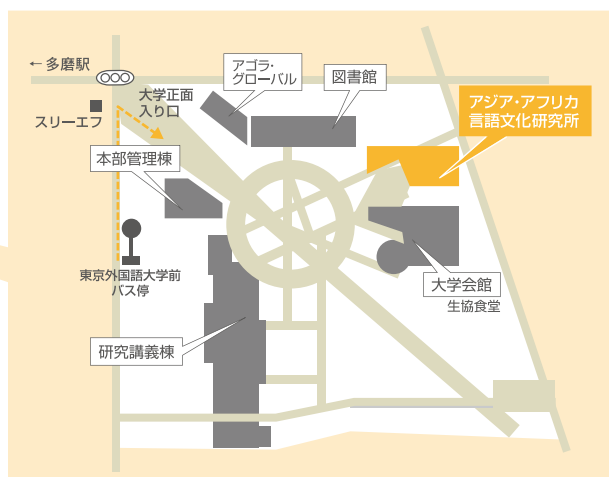 ← 多磨駅
大学正面
入り口
スリーエフ
アゴラ・
グローバル
図書館
アジア・アフリカ
言語文化研究所
本部管理棟
東京外国語大学前
バス停
大学会館
生協食堂
研究講義棟